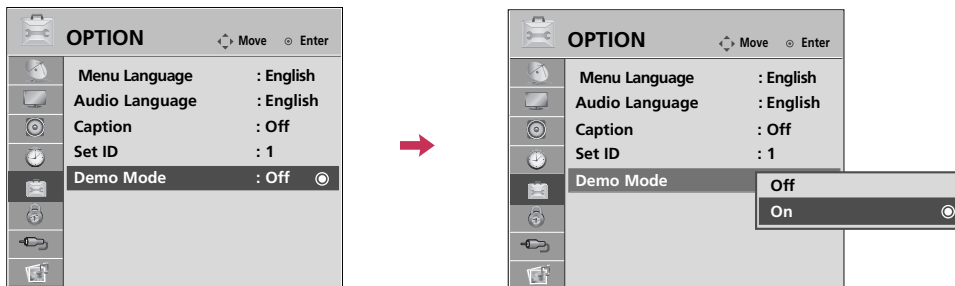 OPTION Move Enter
Menu Language : English
Audio Language : English
Caption : Off
Set ID : 1
Demo Mode : Off
OPTION Move Enter
Menu Language : English
Audio Language : English
Caption : Off
Set ID : 1
Demo Mode
Off
On